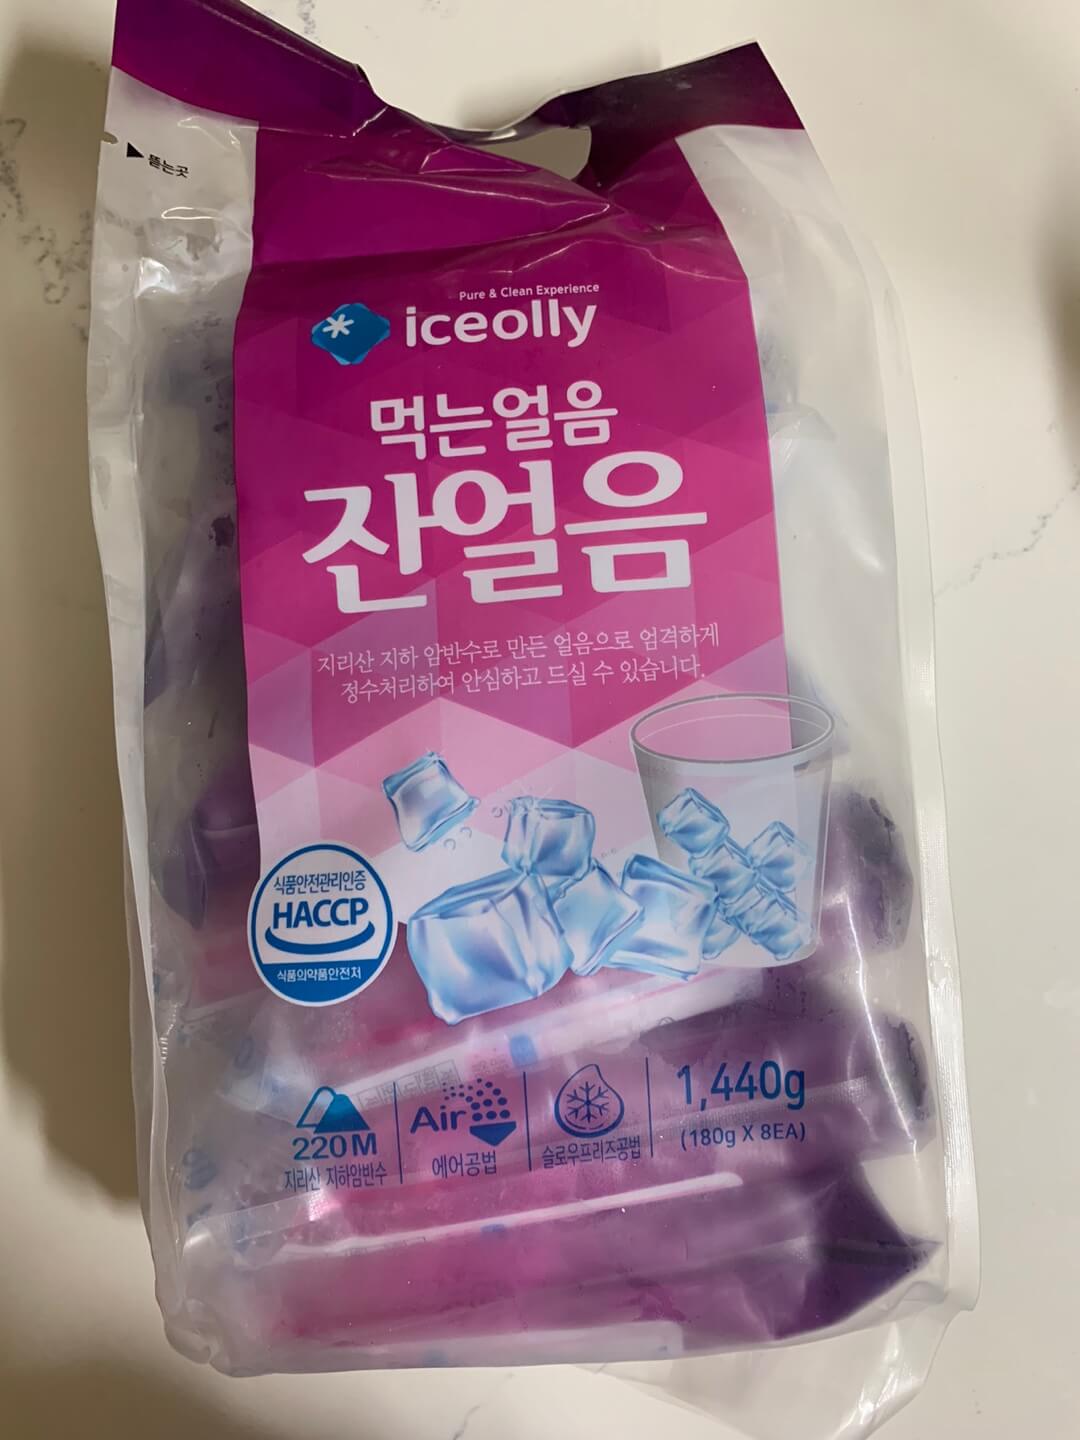 ▶ 뜯는곳
Pure & Clean Experience
iceolly
먹는얼음
잔얼음
지리산 지하 암반수로 만든 얼음으로 엄격하게
정수처리하여 안심하고 드실 수 있습니다.
식품안전관리인증
HACCP
식품의약품안전처
220M
지리산 지하암반수
Air
에어공법
슬로우프리즈공법
1,440g
(180g X 8EA)